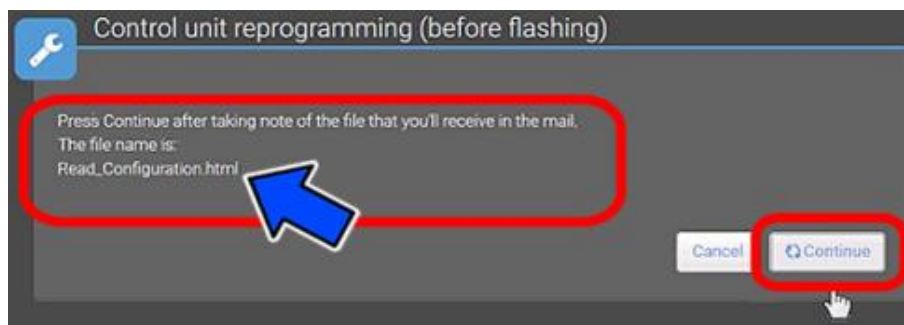 Control unit reprogramming (before flashing)
Press Continue after taking note of the file that you'll receive in the mail.
The file name is:
Read_Configuration.html
Cancel
Continue